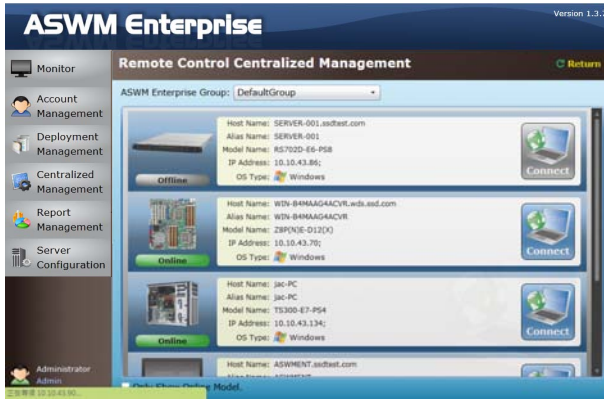 ASWM Enterprise
Version 1.3.
Monitor
Account
Management
Deployment
Management
Centralized
Management
Report
Management
Server
Configuration
Administrator
Admin
Remote Control Centralized Management
Return
ASWM Enterprise Group: DefaultGroup
Host Name: SERVER-001.ssdtest.com
Alias Name: SERVER-001
Model Name: RS702D-E6-PS8
IP Address: 10.10.43.86;
OS Type: Windows
Offline
Connect
Host Name: WIN-B4MAAG4ACVR.wds.ssd.com
Alias Name: WIN-B4MAAG4ACVR
Model Name: Z8P(N)E-D12(X)
IP Address: 10.10.43.70;
OS Type: Windows
Online
Connect
Host Name: jac-PC
Alias Name: jac-PC
Model Name: TS300-E7-PS4
IP Address: 10.10.43.134;
OS Type: Windows
Online
Connect
Host Name: ASWMENT.ssdtest.com
Only Show Online Model.
10.10.43.90...